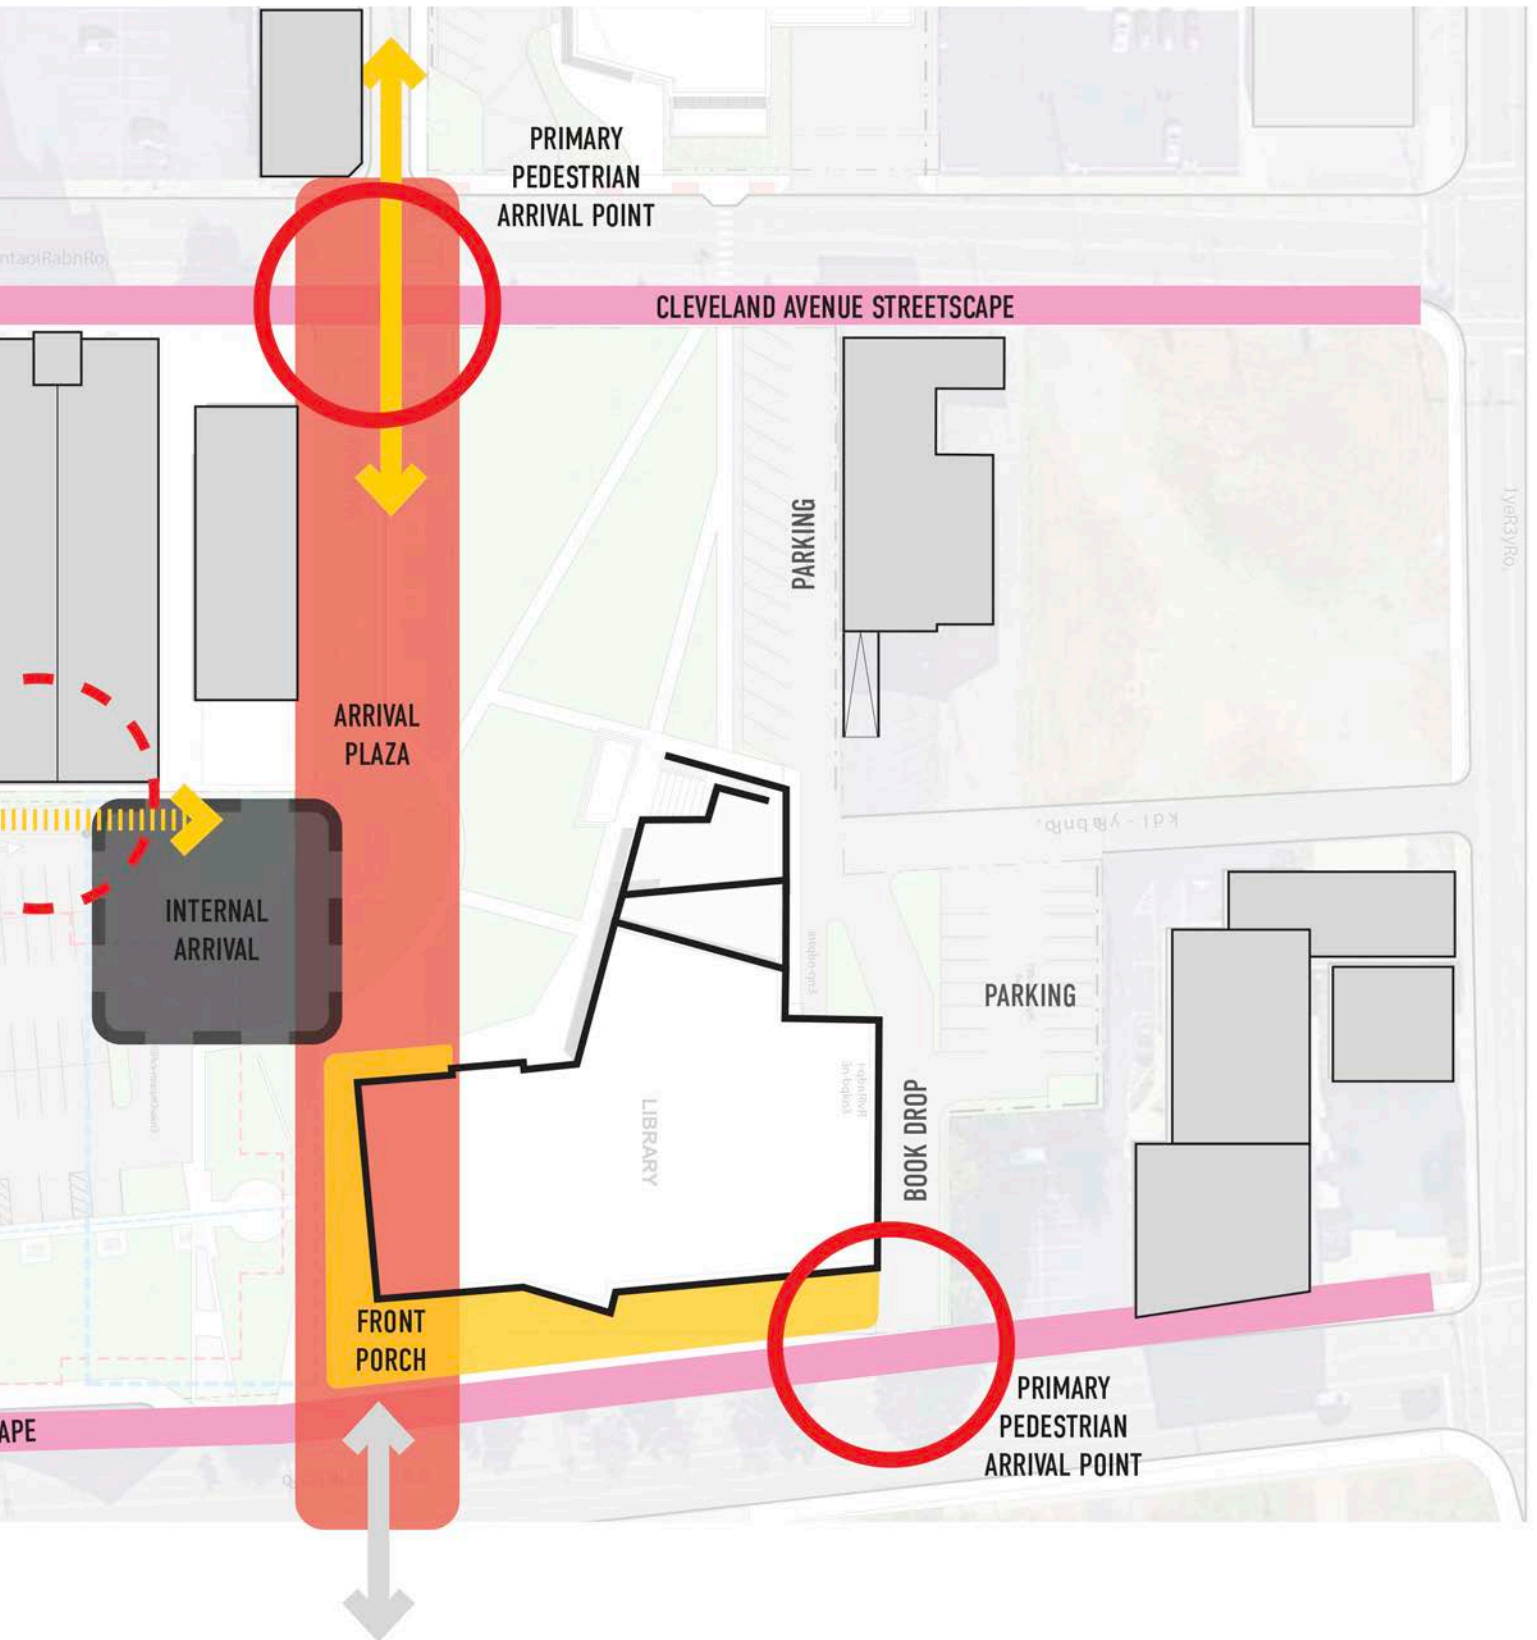 PRIMARY
PEDESTRIAN
ARRIVAL POINT
CLEVELAND AVENUE STREETSCAPE
PARKING
ARRIVAL
PLAZA
INTERNAL
ARRIVAL
PARKING
LIBRARY
BOOK DROP
FRONT
PORCH
PRIMARY
PEDESTRIAN
ARRIVAL POINT
APE